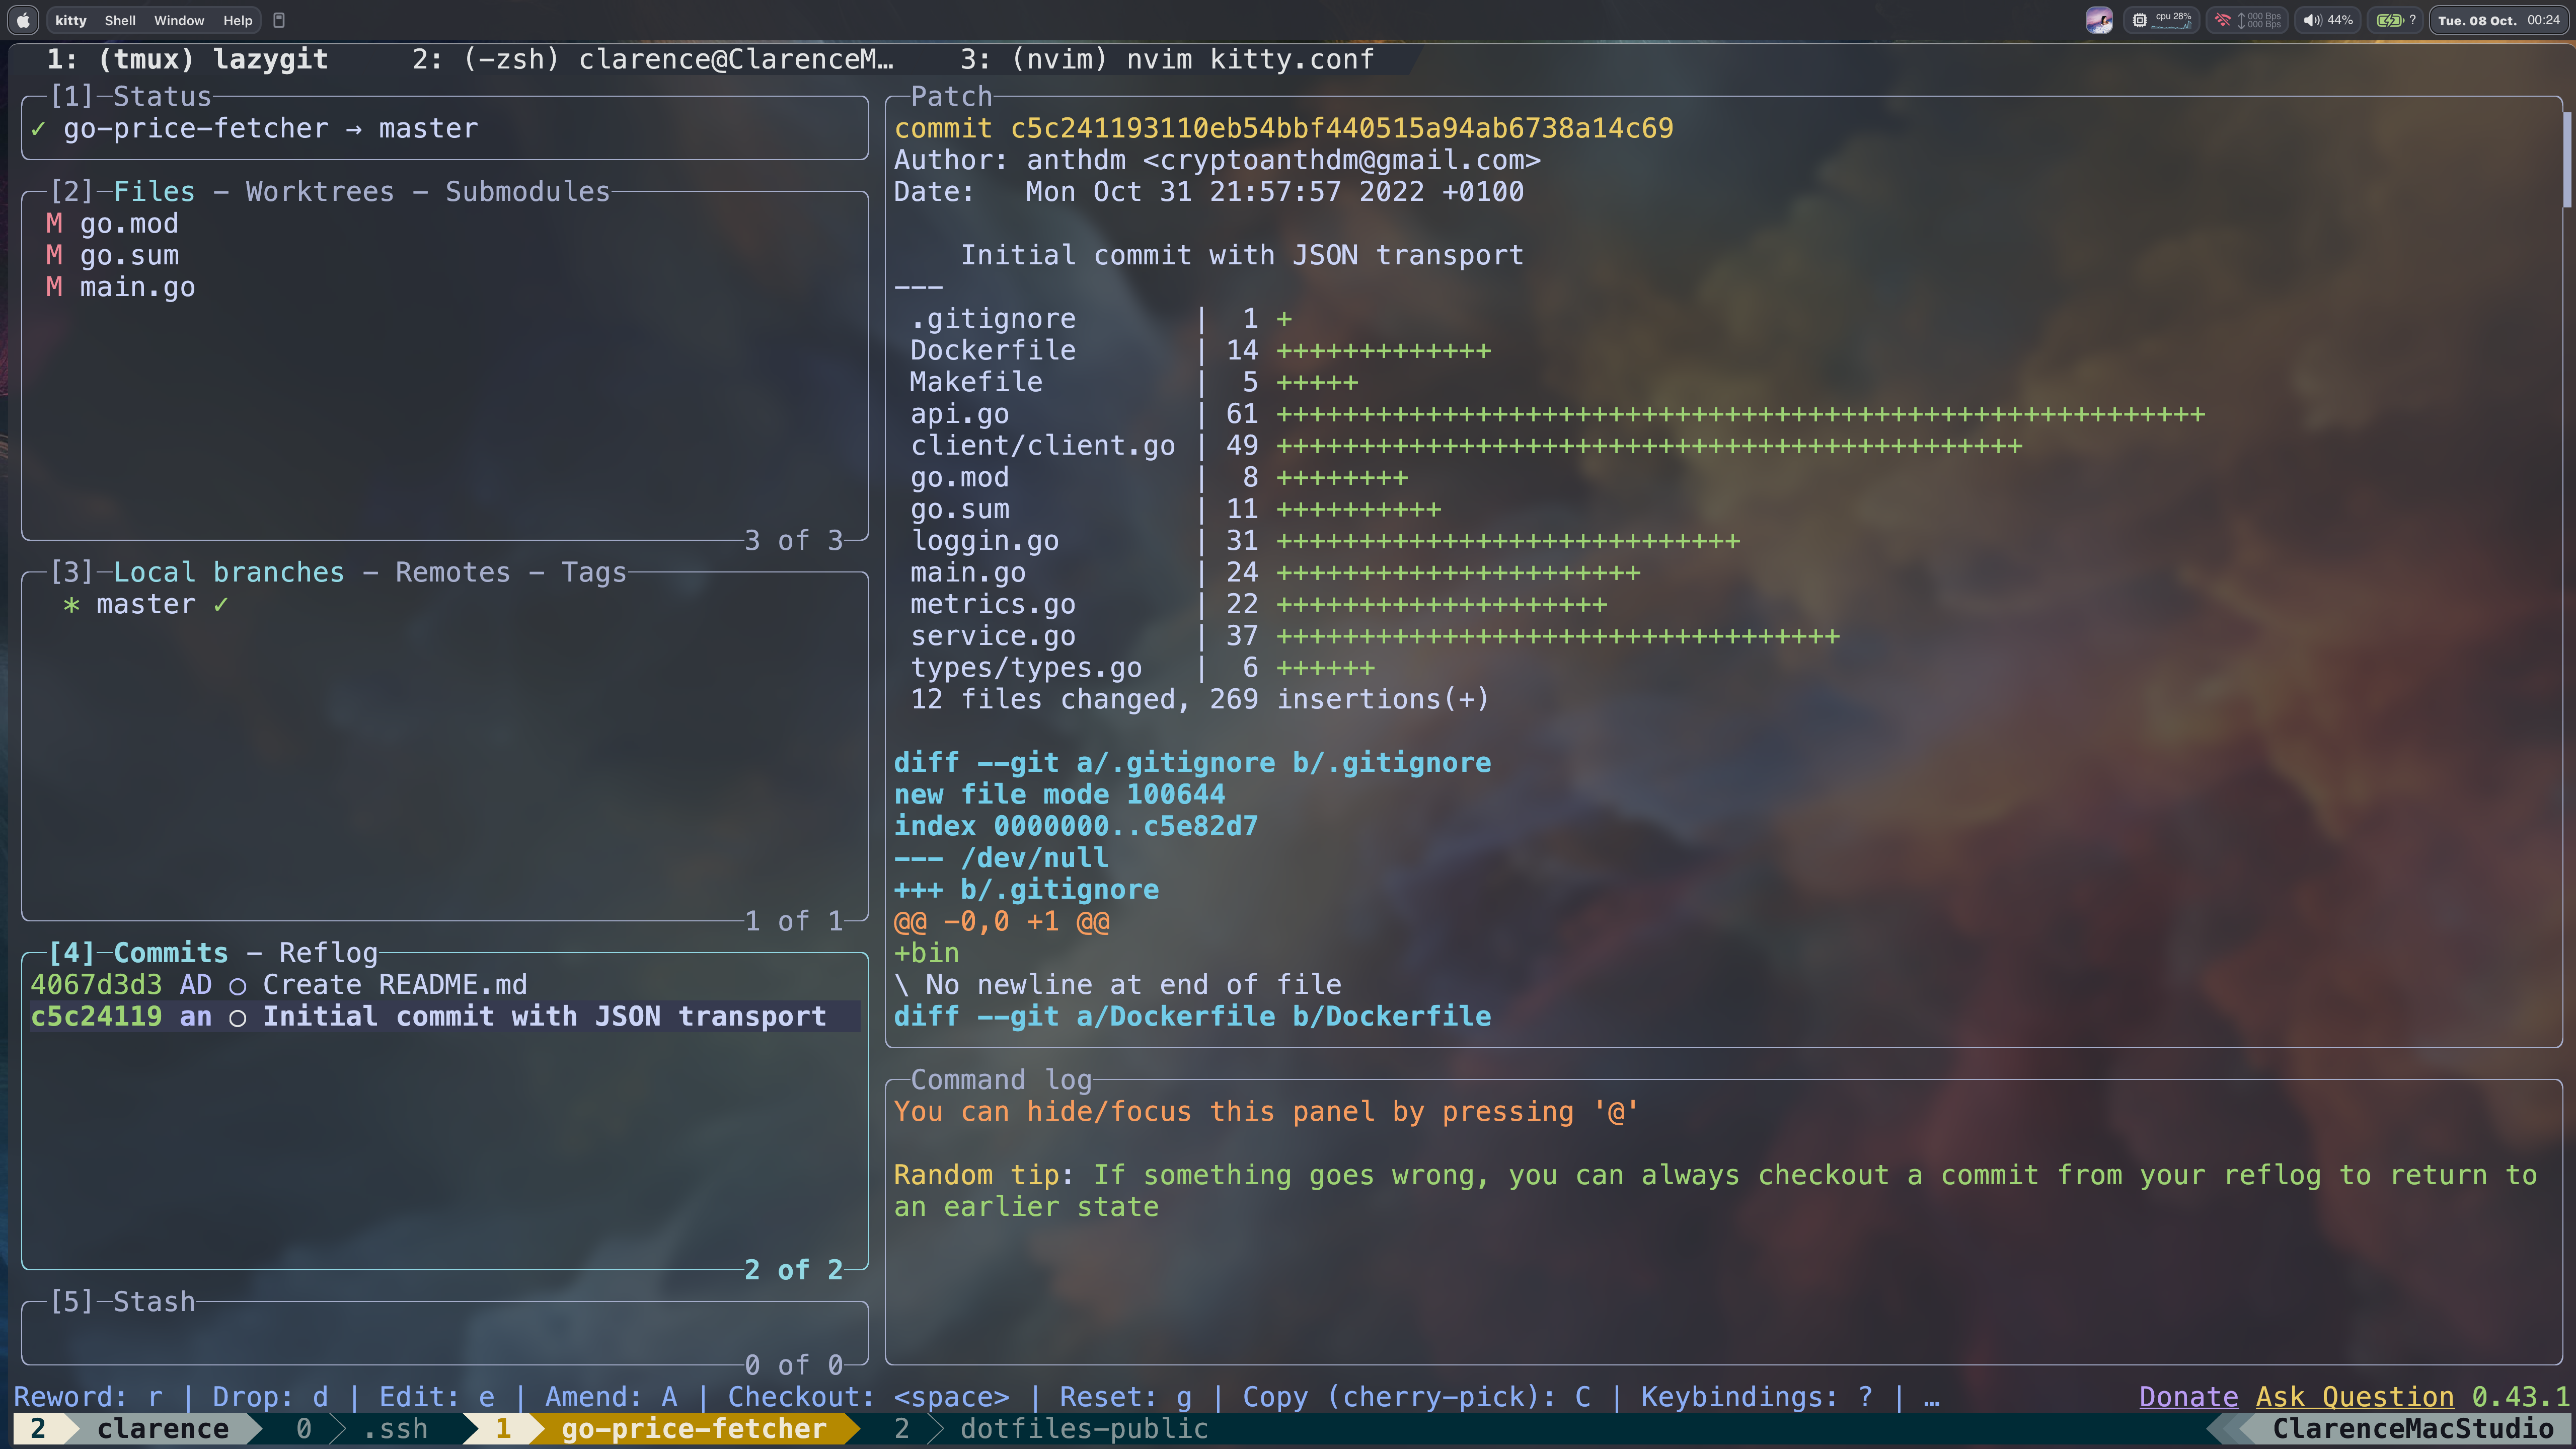 kitty Shell Window Help
cpu 28% 000 Bps 000 Bps 44% ? Tue. 08 Oct. 00:24
1: (tmux) lazygit 2: (-zsh) clarence@ClarenceM… 3: (nvim) nvim kitty.conf
[1]─Status
✓ go-price-fetcher → master
[2]─Files - Worktrees - Submodules
M go.mod
M go.sum
M main.go
3 of 3
[3]─Local branches - Remotes - Tags
* master ✓
1 of 1
[4]─Commits - Reflog
4067d3d3 AD ○ Create README.md
c5c24119 an ○ Initial commit with JSON transport
2 of 2
[5]─Stash
0 of 0
Patch
commit c5c241193110eb54bbf440515a94ab6738a14c69
Author: anthdm <cryptoanthdm@gmail.com>
Date:   Mon Oct 31 21:57:57 2022 +0100
Initial commit with JSON transport
---
.gitignore | 1 +
Dockerfile | 14 +++++++++++++
Makefile | 5 +++++
api.go | 61 ++++++++++++++++++++++++++++++++++++++++++++++++++++++++
client/client.go | 49 +++++++++++++++++++++++++++++++++++++++++++++
go.mod | 8 ++++++++
go.sum | 11 ++++++++++
loggin.go | 31 ++++++++++++++++++++++++++++
main.go | 24 ++++++++++++++++++++++
metrics.go | 22 ++++++++++++++++++++
service.go | 37 ++++++++++++++++++++++++++++++++++
types/types.go | 6 ++++++
12 files changed, 269 insertions(+)
diff --git a/.gitignore b/.gitignore
new file mode 100644
index 0000000..c5e82d7
--- /dev/null
+++ b/.gitignore
@@ -0,0 +1 @@
+bin
\ No newline at end of file
diff --git a/Dockerfile b/Dockerfile
Command log
You can hide/focus this panel by pressing '@'
Random tip: If something goes wrong, you can always checkout a commit from your reflog to return to
an earlier state
Reword: r | Drop: d | Edit: e | Amend: A | Checkout: <space> | Reset: g | Copy (cherry-pick): C | Keybindings: ? | … Donate Ask Question 0.43.1
2 clarence 0 .ssh 1 go-price-fetcher 2 dotfiles-public ClarenceMacStudio